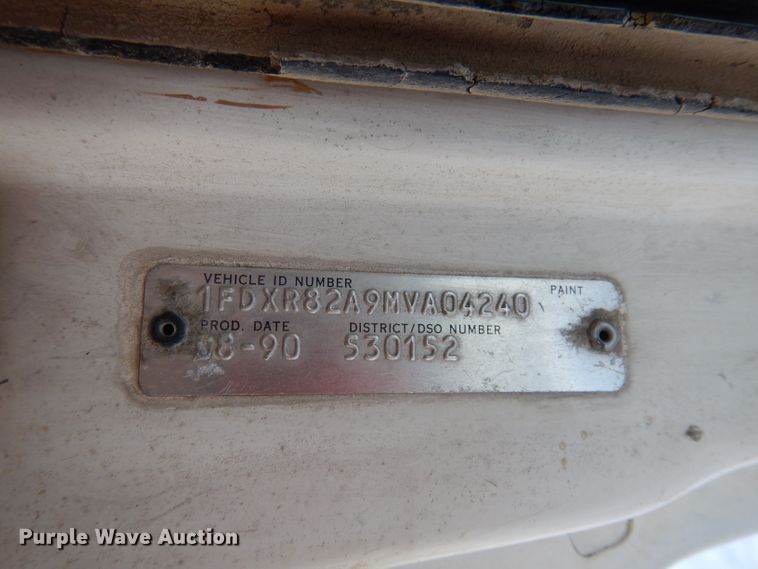 VEHICLE ID NUMBER
1FDXR82A9MVA04240
PAINT
PROD. DATE DISTRICT/DSO NUMBER
08-90 530152
Purple Wave Auction